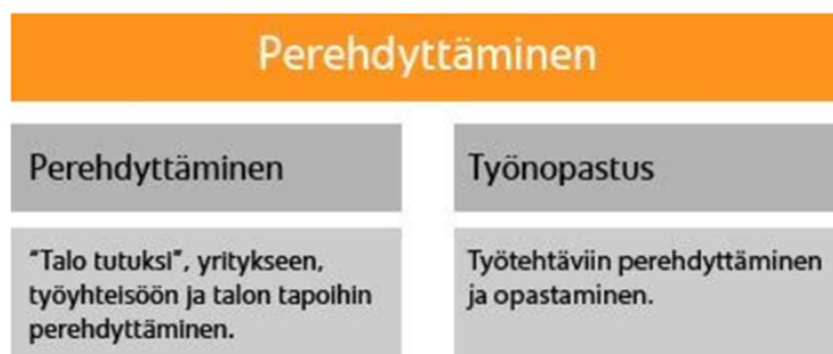 Perehdyttäminen
Perehdyttäminen
"Talo tutuksi", yritykseen,
työyhteisöön ja talon tapoihin
perehdyttäminen.
Työnopastus
Työtehtäviin perehdyttäminen
ja opastaminen.